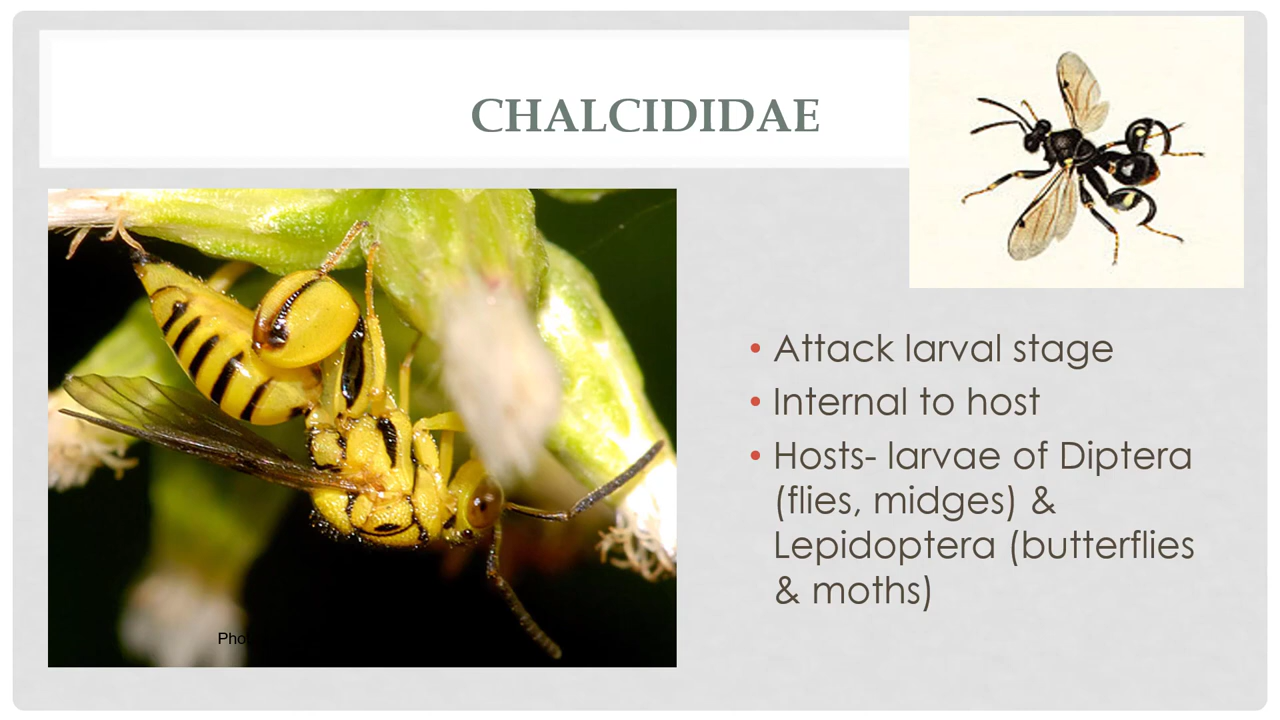 CHALCIDIDAE
• Attack larval stage
• Internal to host
• Hosts- larvae of Diptera
(flies, midges) &
Lepidoptera (butterflies
& moths)